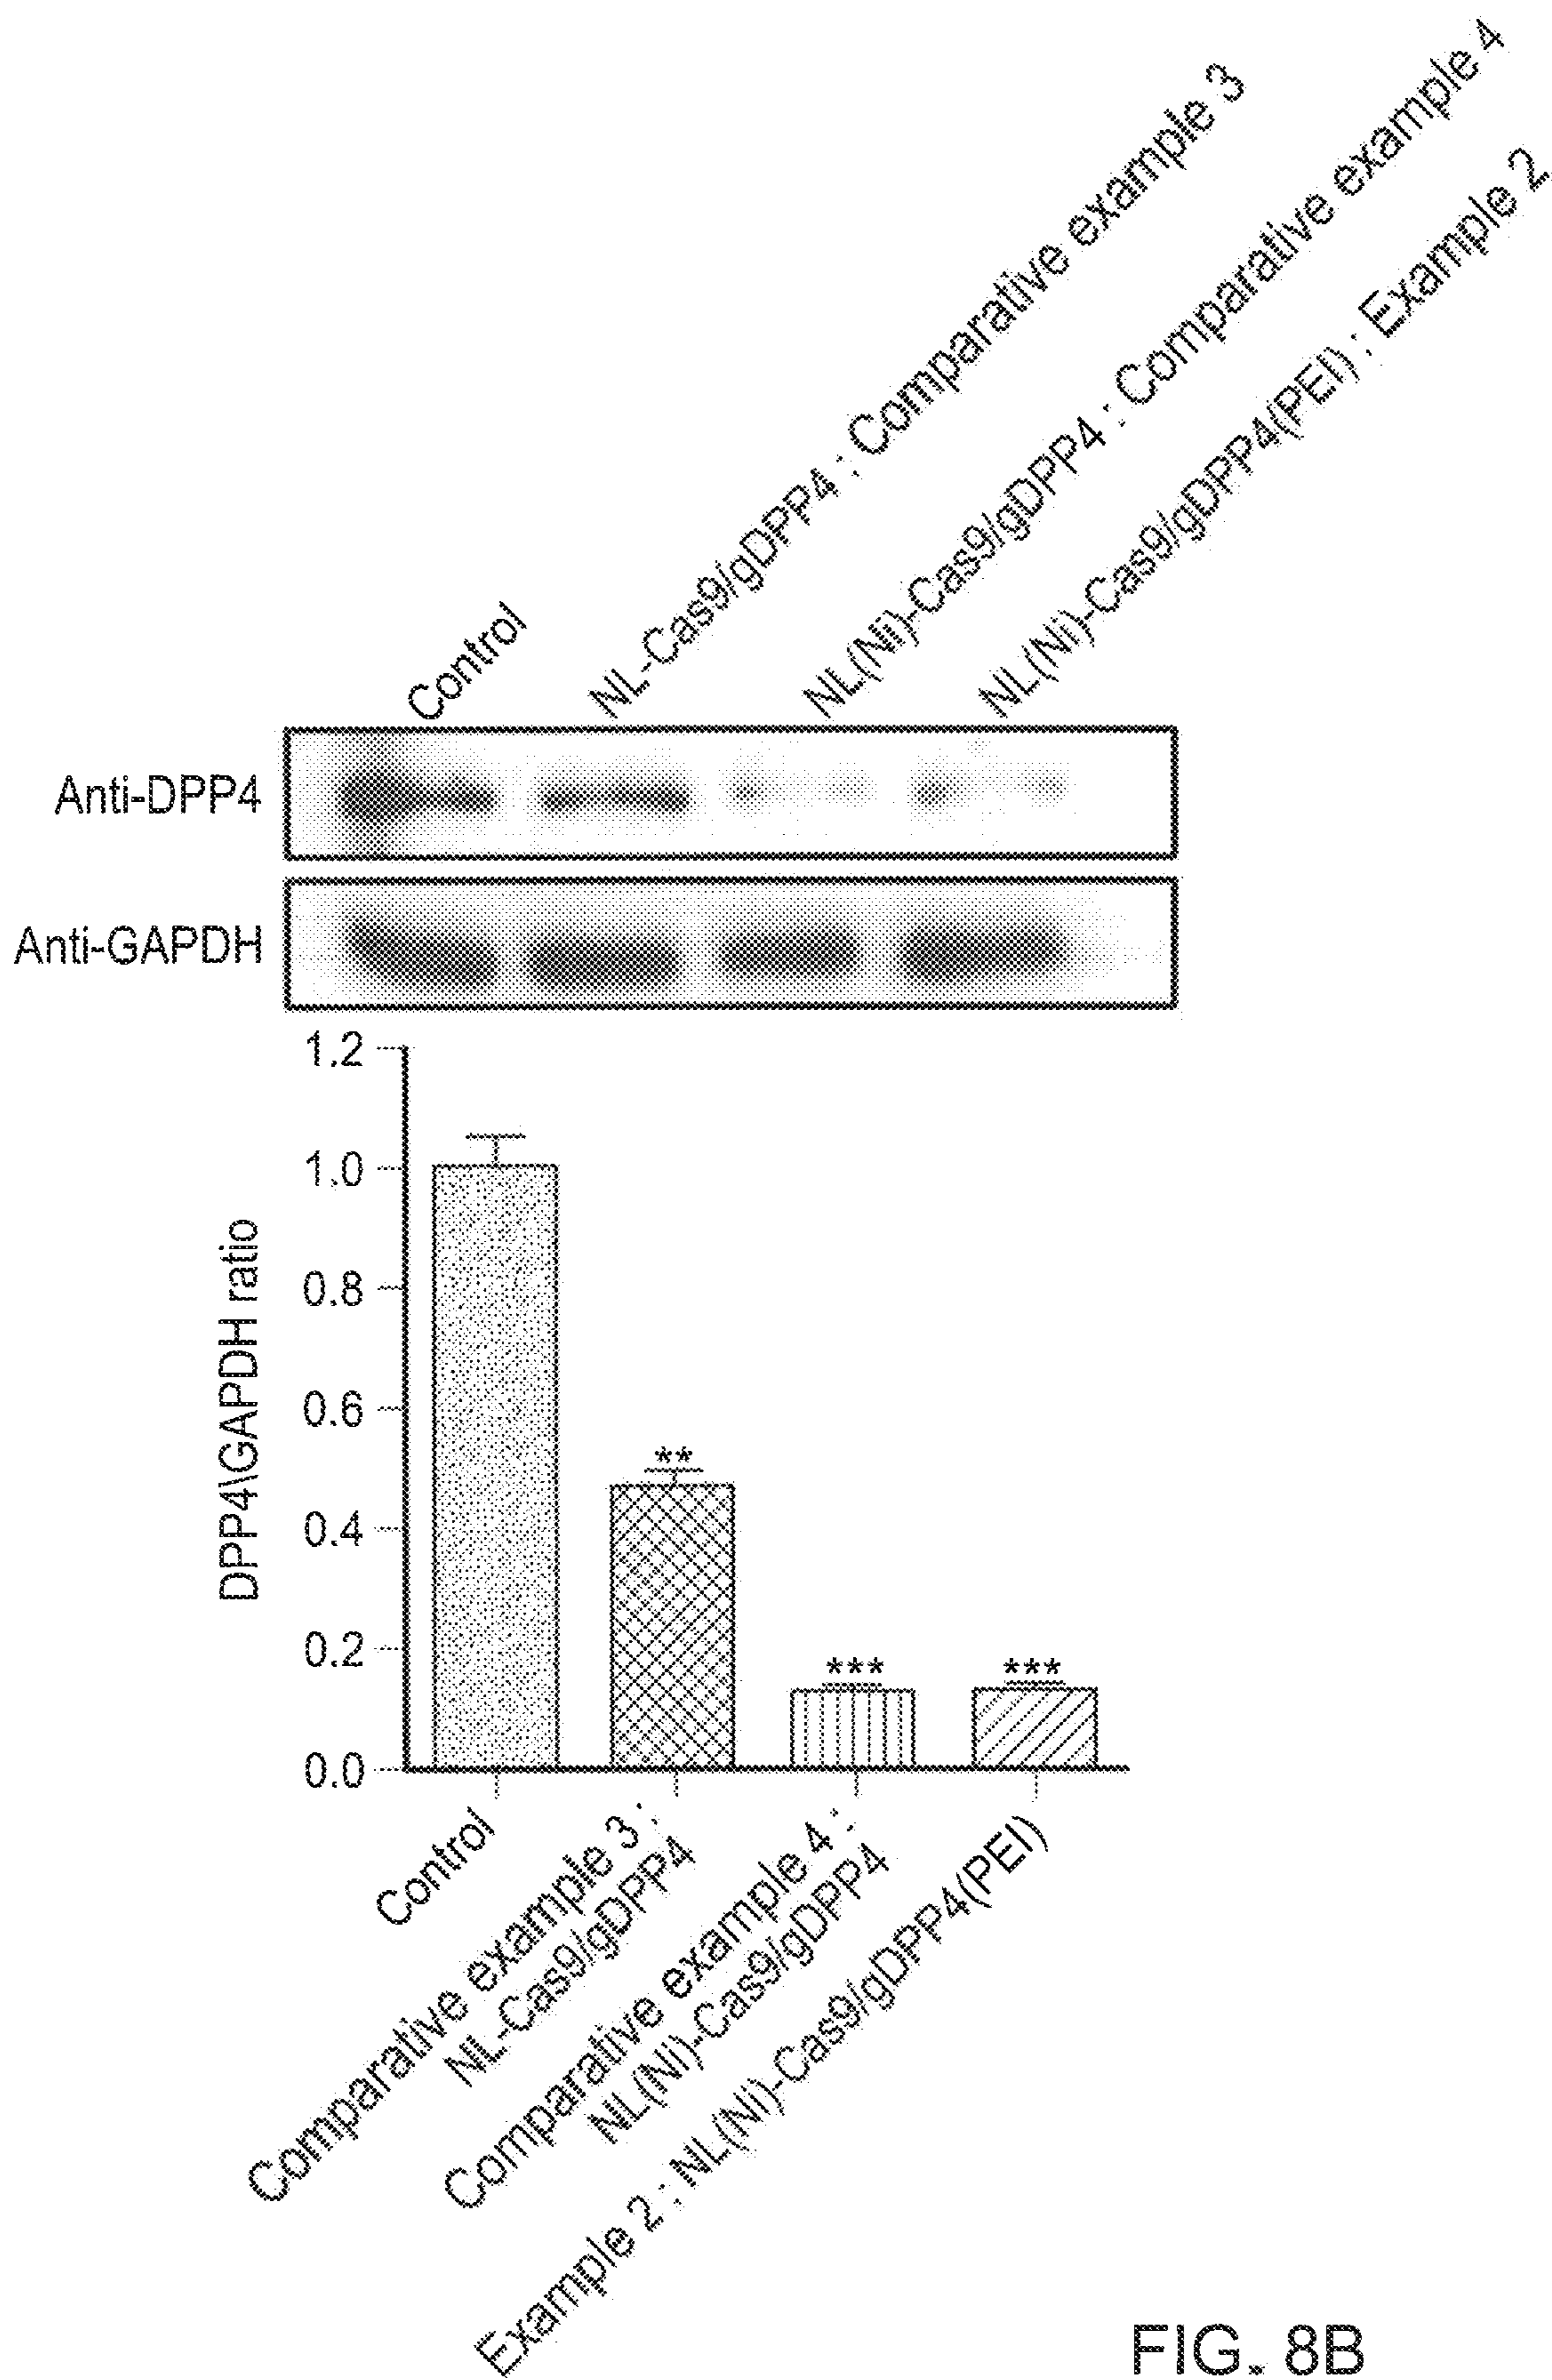 Control
NL-Cas9/gDPP4 ; Comparative example 3
NL(Ni)-Cas9/gDPP4 ; Comparative example 4
NL(Ni)-Cas9/gDPP4(PEI) ; Example 2
Anti-DPP4
Anti-GAPDH
DPP4\GAPDH ratio
1.2
1.0
0.8
0.6
0.4
0.2
0.0
**
***
***
Control
Comparative example 3 ;
NL-Cas9/gDPP4
Comparative example 4 ;
NL(Ni)-Cas9/gDPP4
Example 2 ; NL(Ni)-Cas9/gDPP4(PEI)
FIG. 8B